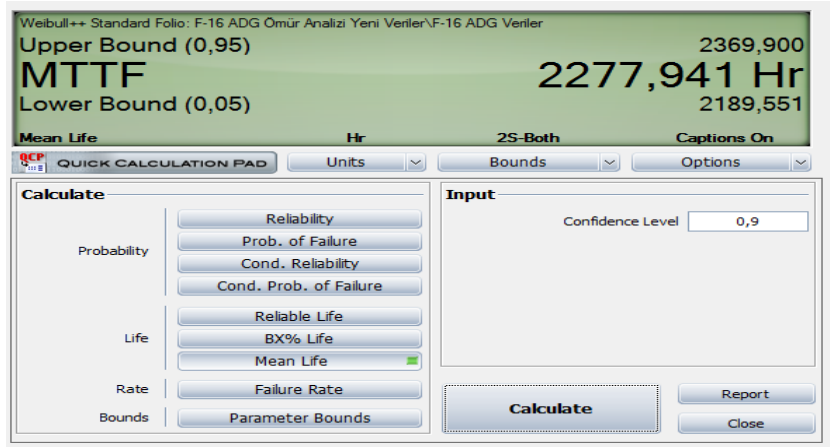 Weibull++ Standard Folio: F-16 ADG Ömür Analizi Yeni Veriler\F-16 ADG Veriler
Upper Bound (0,95) 2369,900
MTTF 2277,941 Hr
Lower Bound (0,05) 2189,551
Mean Life Hr 2S-Both Captions On
QCP QUICK CALCULATION PAD Units Bounds Options
Calculate
Probability
Reliability
Prob. of Failure
Cond. Reliability
Cond. Prob. of Failure
Life
Reliable Life
BX% Life
Mean Life
Rate Failure Rate
Bounds Parameter Bounds
Input
Confidence Level 0,9
Calculate
Report
Close